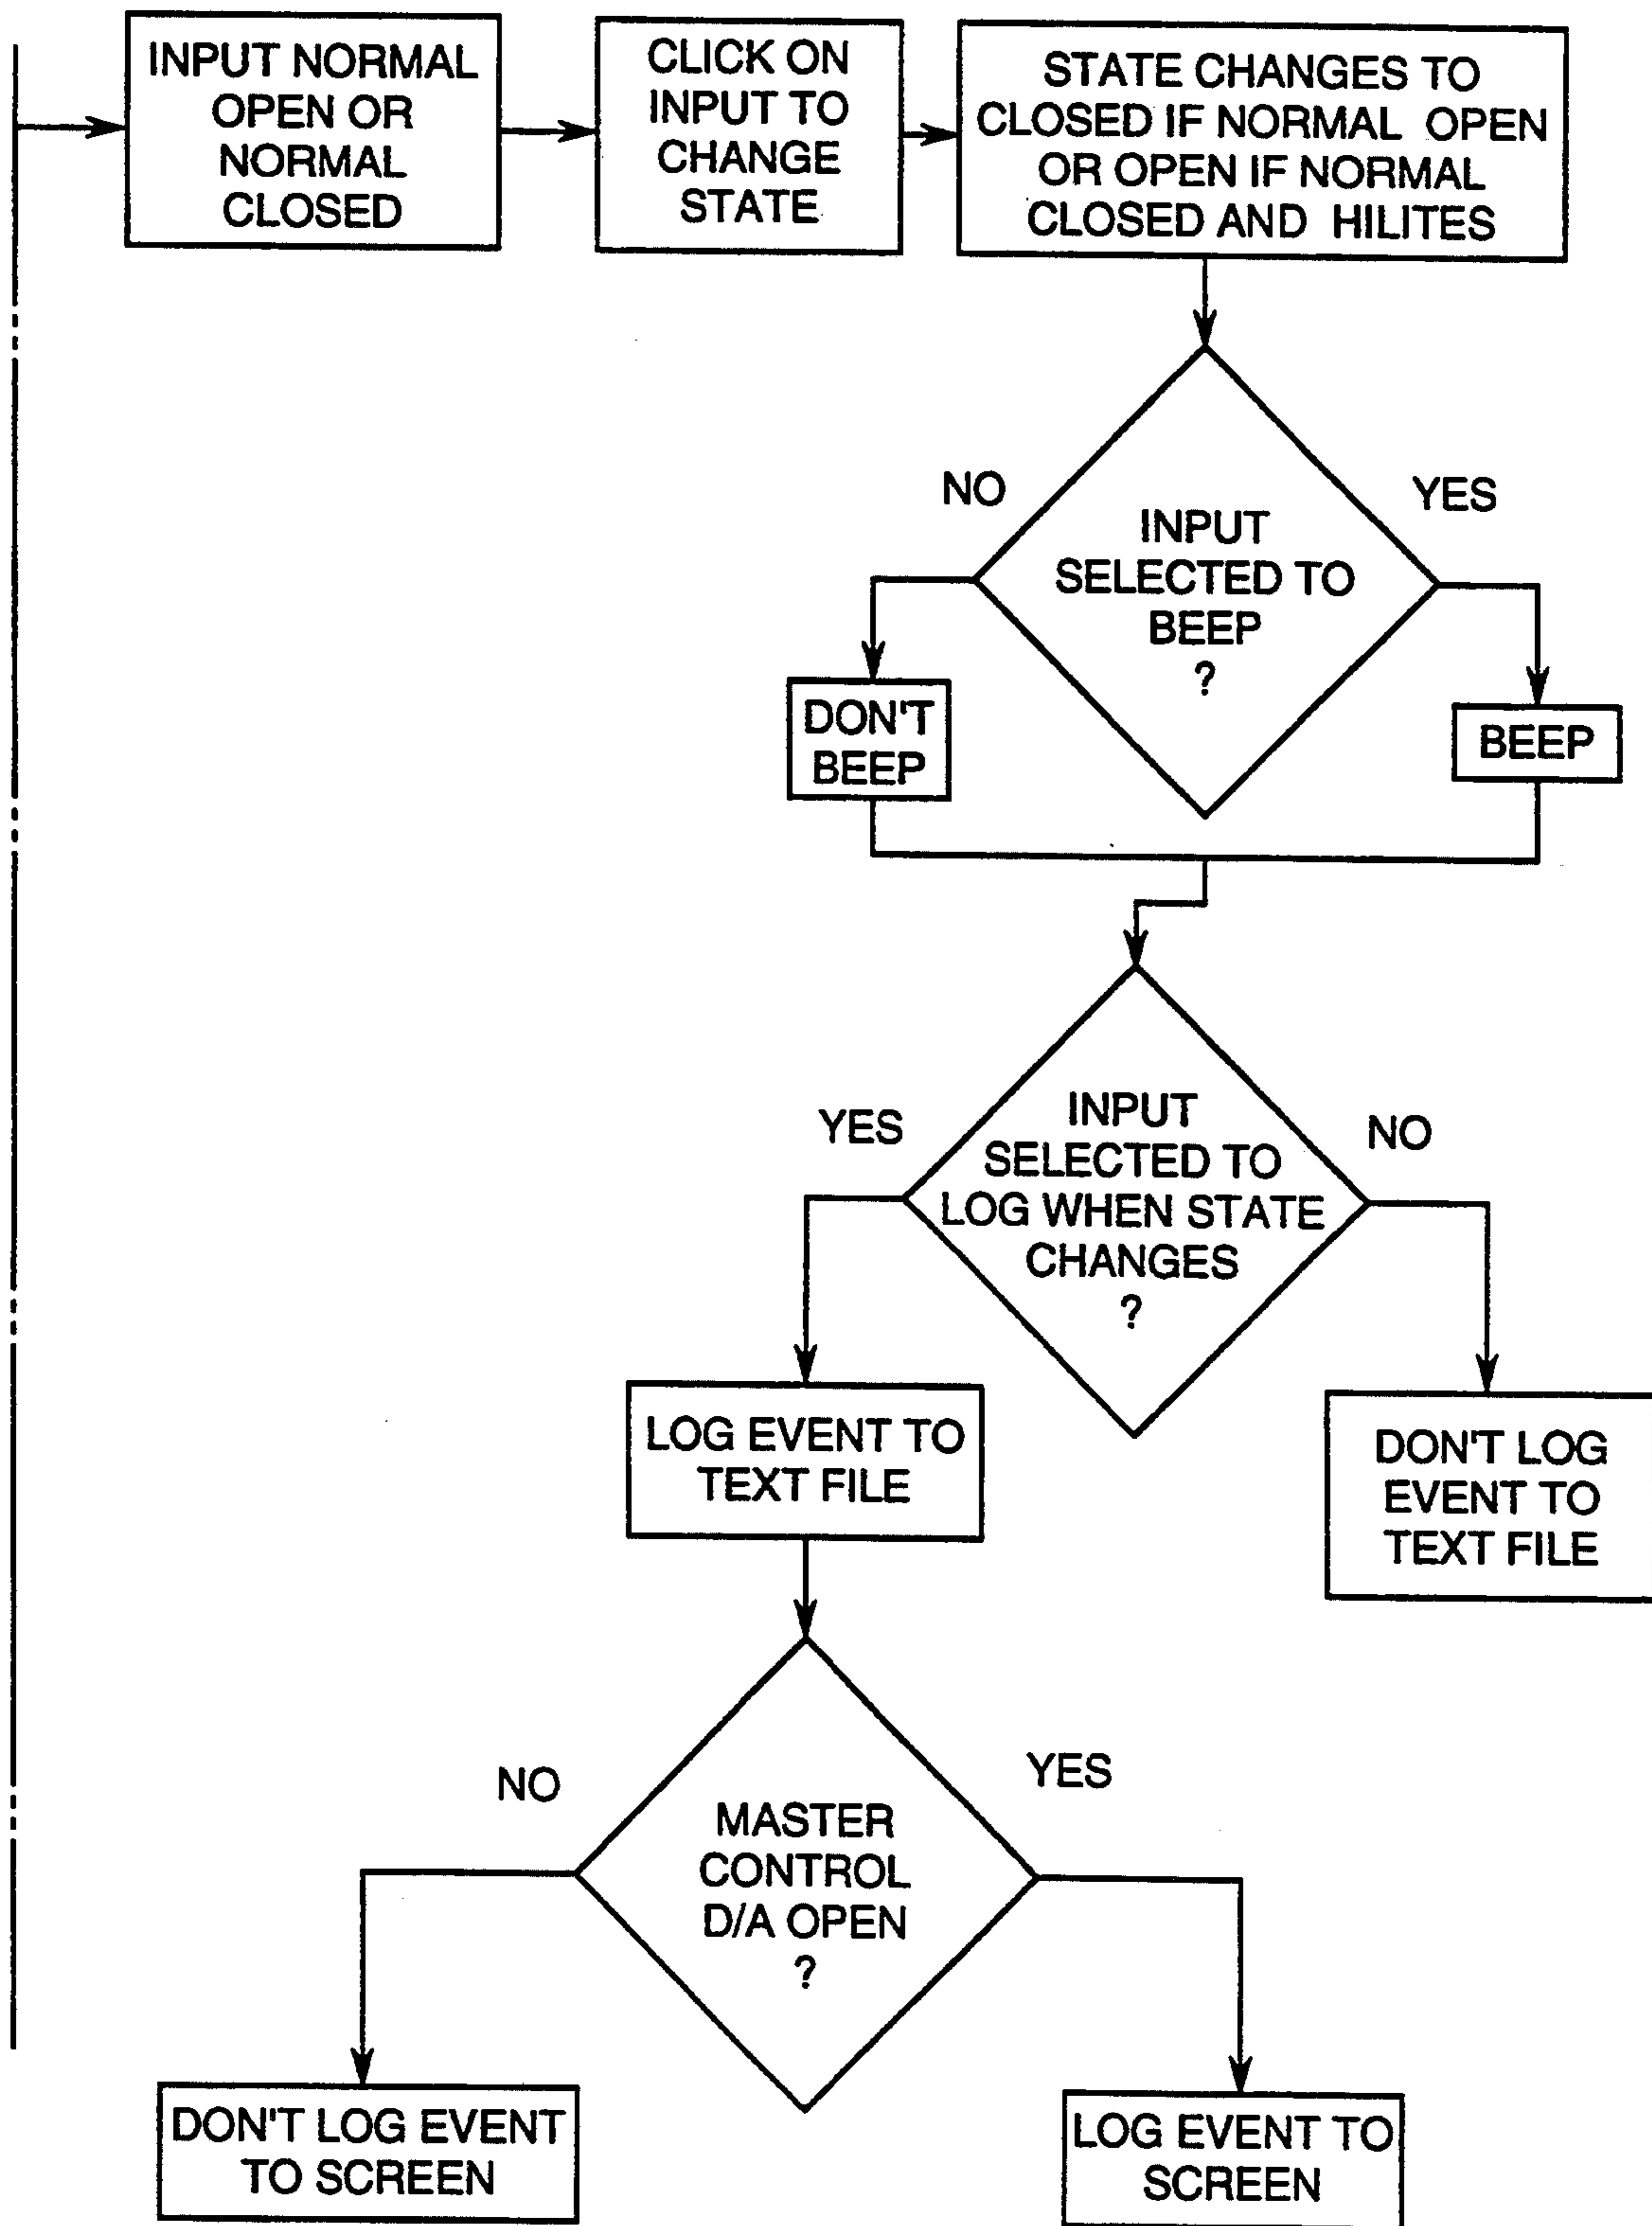 INPUT NORMAL
OPEN OR
NORMAL
CLOSED
CLICK ON
INPUT TO
CHANGE
STATE
STATE CHANGES TO
CLOSED IF NORMAL OPEN
OR OPEN IF NORMAL
CLOSED AND HILITES
NO
YES
INPUT
SELECTED TO
BEEP
?
DON'T
BEEP
BEEP
YES
NO
INPUT
SELECTED TO
LOG WHEN STATE
CHANGES
?
LOG EVENT TO
TEXT FILE
DON'T LOG
EVENT TO
TEXT FILE
NO
YES
MASTER
CONTROL
D/A OPEN
?
DON'T LOG EVENT
TO SCREEN
LOG EVENT TO
SCREEN